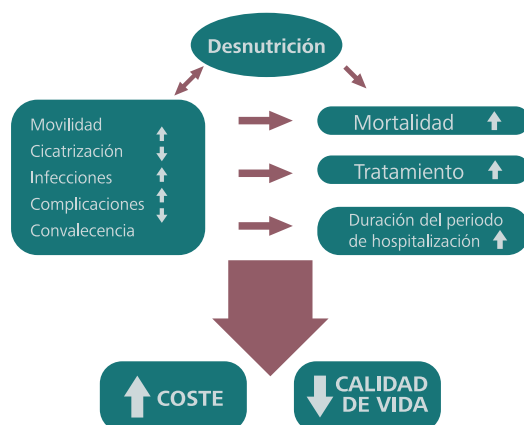 Desnutrición
Movilidad
Cicatrización
Infecciones
Complicaciones
Convalecencia
Mortalidad
Tratamiento
Duración del periodo
de hospitalización
COSTE
CALIDAD
DE VIDA